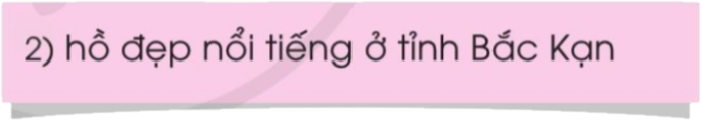 2) hồ đẹp nổi tiếng ở tỉnh Bắc Kạn